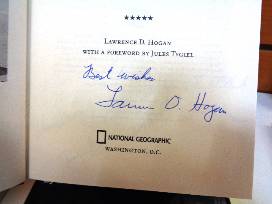 ★★★★★
LAWRENCE D. HOGAN
WITH A FOREWORD BY JULES TYGIEL
Best wishes
Lawrence D. Hogan
NATIONAL GEOGRAPHIC
WASHINGTON, D.C.